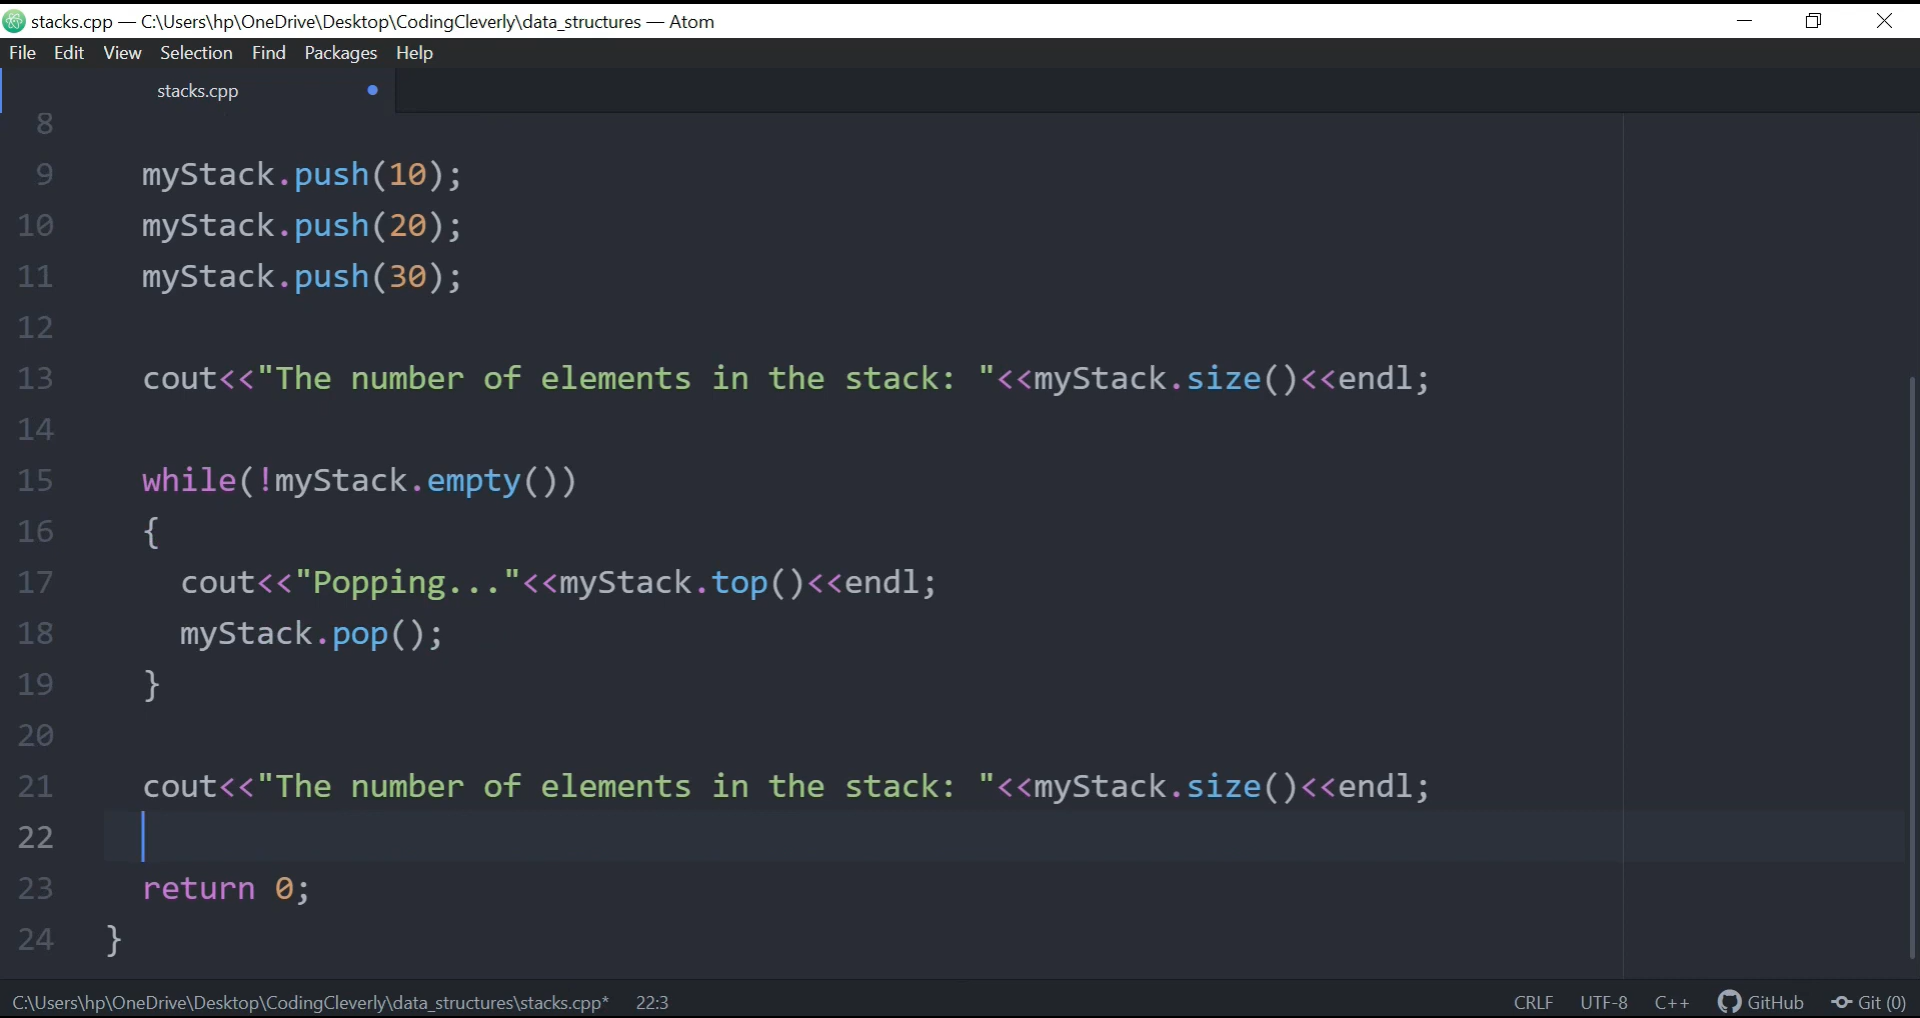 stacks.cpp — C:\Users\hp\OneDrive\Desktop\CodingCleverly\data_structures — Atom
File Edit View Selection Find Packages Help
stacks.cpp
8
9 myStack.push(10);
10 myStack.push(20);
11 myStack.push(30);
12
13 cout<<"The number of elements in the stack: "<<myStack.size()<<endl;
14
15 while(!myStack.empty())
16 {
17 cout<<"Popping..."<<myStack.top()<<endl;
18 myStack.pop();
19 }
20
21 cout<<"The number of elements in the stack: "<<myStack.size()<<endl;
22
23 return 0;
24 }
C:\Users\hp\OneDrive\Desktop\CodingCleverly\data_structures\stacks.cpp* 22:3 CRLF UTF-8 C++ GitHub Git (0)